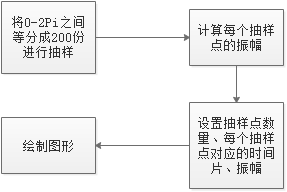 将0-2Pi之间
等分成200份
进行抽样
计算每个抽样
点的振幅
设置抽样点数
量、每个抽样
点对应的时间
片、振幅
绘制图形